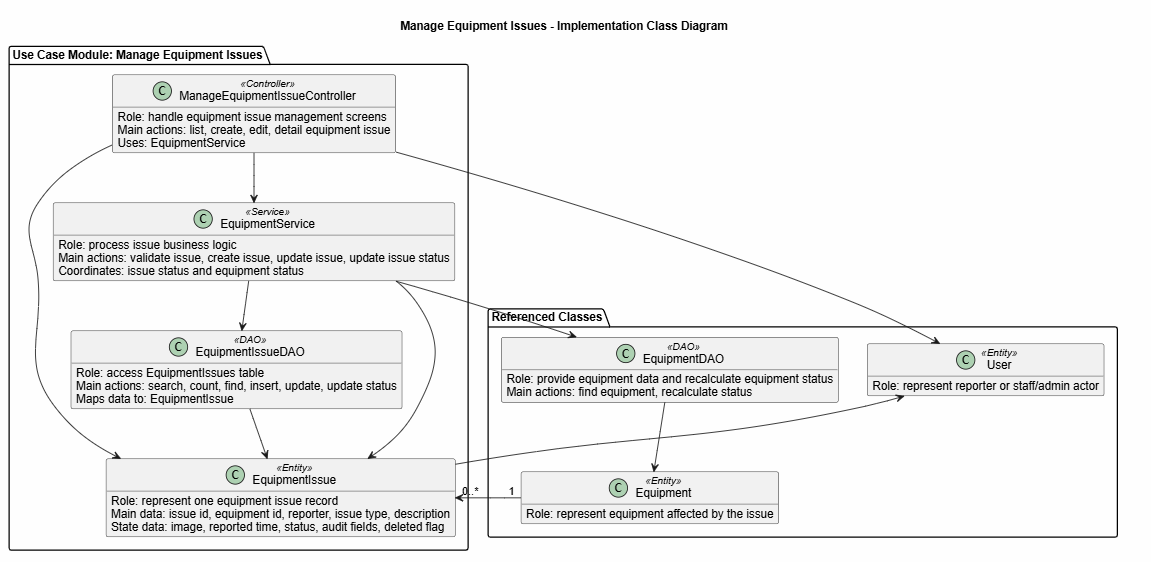 Manage Equipment Issues - Implementation Class Diagram
Use Case Module: Manage Equipment Issues
«Controller»
C
ManageEquipmentIssueController
Role: handle equipment issue management screens
Main actions: list, create, edit, detail equipment issue
Uses: EquipmentService
«Service»
C
EquipmentService
Role: process issue business logic
Main actions: validate issue, create issue, update issue, update issue status
Coordinates: issue status and equipment status
«DAO»
C
EquipmentIssueDAO
Role: access EquipmentIssues table
Main actions: search, count, find, insert, update, update status
Maps data to: EquipmentIssue
«Entity»
C
EquipmentIssue
Role: represent one equipment issue record
Main data: issue id, equipment id, reporter, issue type, description
State data: image, reported time, status, audit fields, deleted flag
Referenced Classes
«DAO»
C
EquipmentDAO
Role: provide equipment data and recalculate equipment status
Main actions: find equipment, recalculate status
«Entity»
C
User
Role: represent reporter or staff/admin actor
«Entity»
C
Equipment
Role: represent equipment affected by the issue
0..*
1